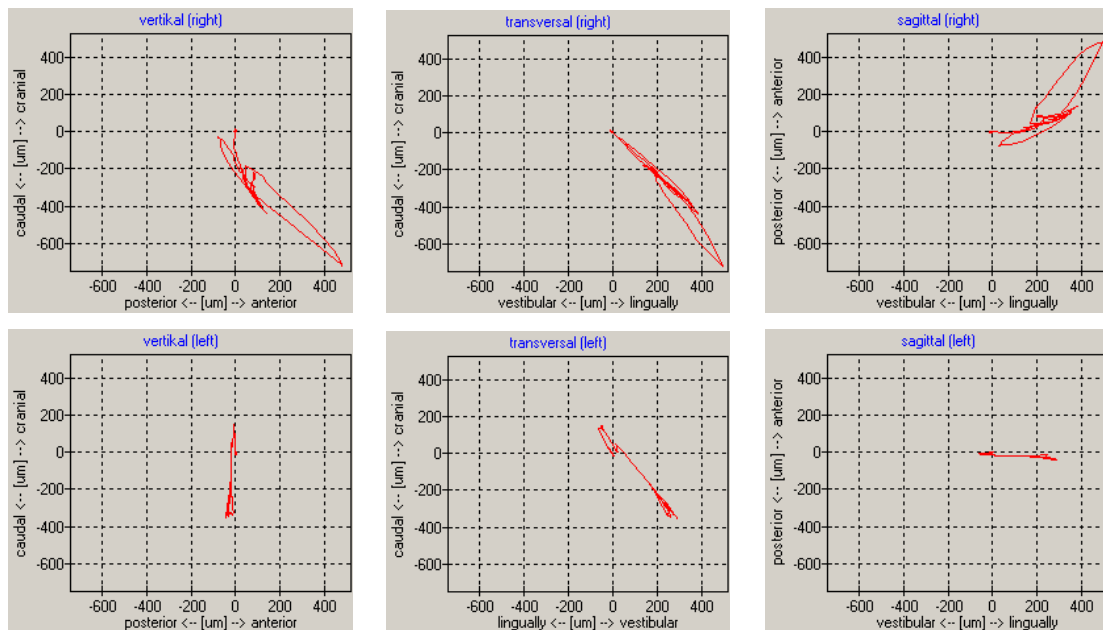 vertikal (right)
caudal <-- [um] --> cranial
400
200
0
-200
-400
-600
-600 -400 -200 0 200 400
posterior <-- [um] --> anterior
transversal (right)
caudal <-- [um] --> cranial
400
200
0
-200
-400
-600
-600 -400 -200 0 200 400
vestibular <-- [um] --> lingually
sagittal (right)
posterior <-- [um] --> anterior
400
200
0
-200
-400
-600
-600 -400 -200 0 200 400
vestibular <-- [um] --> lingually
vertikal (left)
caudal <-- [um] --> cranial
400
200
0
-200
-400
-600
-600 -400 -200 0 200 400
posterior <-- [um] --> anterior
transversal (left)
caudal <-- [um] --> cranial
400
200
0
-200
-400
-600
-600 -400 -200 0 200 400
lingually <-- [um] --> vestibular
sagittal (left)
posterior <-- [um] --> anterior
400
200
0
-200
-400
-600
-600 -400 -200 0 200 400
vestibular <-- [um] --> lingually